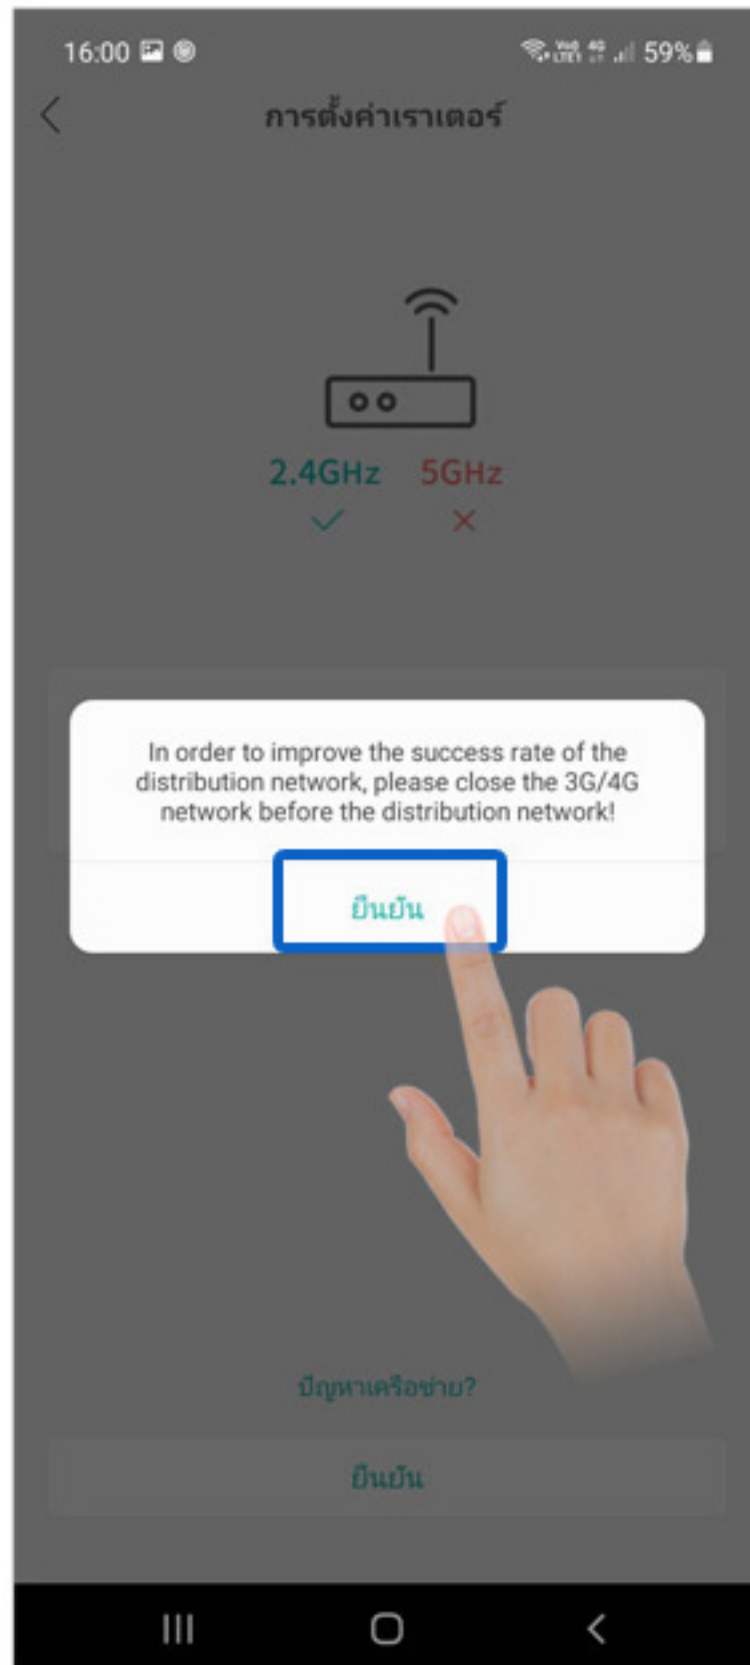 16:00 59%
การตั้งค่าเราเตอร์
2.4GHz 5GHz
In order to improve the success rate of the
distribution network, please close the 3G/4G
network before the distribution network!
ยืนยัน
ปัญหาเครือข่าย?
ยืนยัน